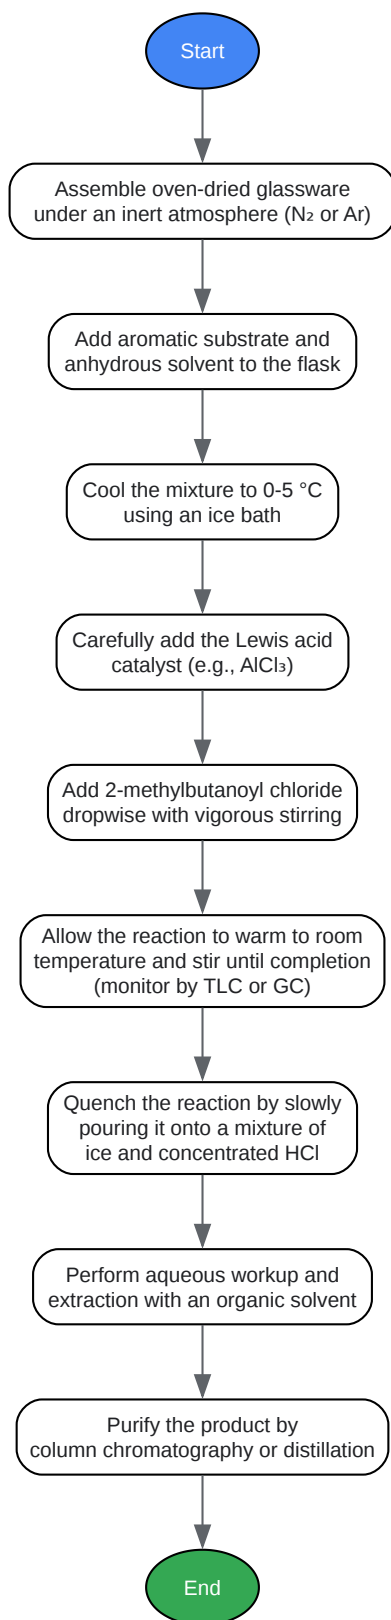 Start
Assemble oven-dried glassware
under an inert atmosphere (N₂ or Ar)
Add aromatic substrate and
anhydrous solvent to the flask
Cool the mixture to 0-5 °C
using an ice bath
Carefully add the Lewis acid
catalyst (e.g., AlCl₃)
Add 2-methylbutanoyl chloride
dropwise with vigorous stirring
Allow the reaction to warm to room
temperature and stir until completion
(monitor by TLC or GC)
Quench the reaction by slowly
pouring it onto a mixture of
ice and concentrated HCl
Perform aqueous workup and
extraction with an organic solvent
Purify the product by
column chromatography or distillation
End